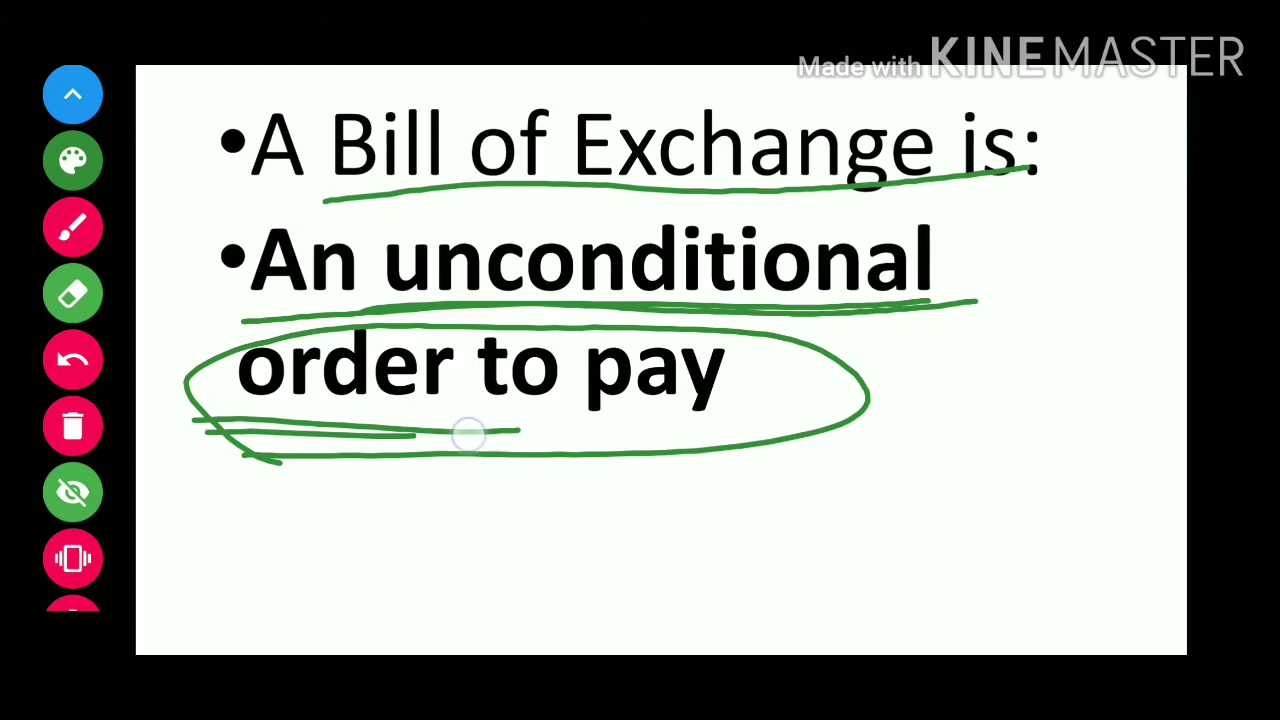 Made with KINEMASTER
•A Bill of Exchange is:
•An unconditional
order to pay